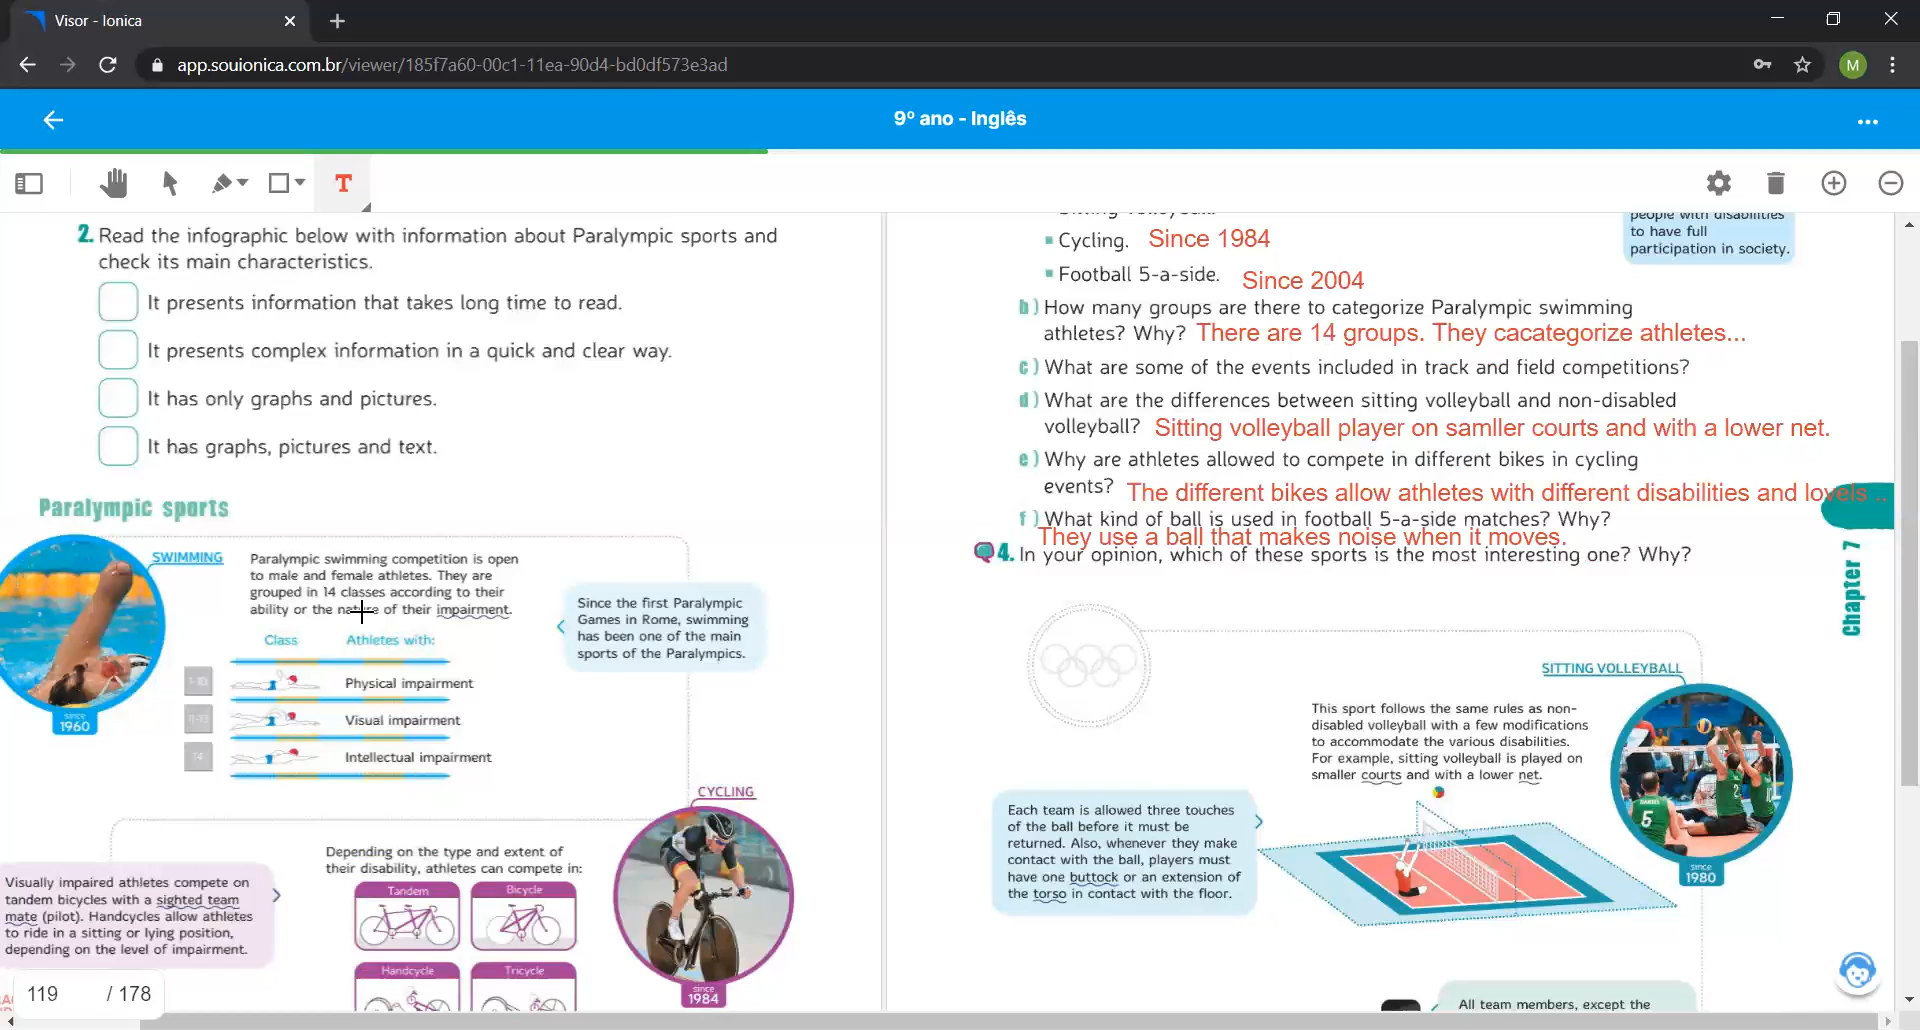 Visor - Ionica
app.souionica.com.br/viewer/185f7a60-00c1-11ea-90d4-bd0df573e3ad
M
9º ano - Inglês
T
2. Read the infographic below with information about Paralympic sports and
check its main characteristics.
It presents information that takes long time to read.
It presents complex information in a quick and clear way.
It has only graphs and pictures.
It has graphs, pictures and text.
Paralympic sports
SWIMMING
Paralympic swimming competition is open
to male and female athletes. They are
grouped in 14 classes according to their
ability or the nature of their impairment.
Since the first Paralympic
Games in Rome, swimming
has been one of the main
sports of the Paralympics.
Class Athletes with:
1-10 Physical impairment
11-13 Visual impairment
14 Intellectual impairment
since
1960
CYCLING
Depending on the type and extent of
their disability, athletes can compete in:
Tandem Bicycle
Handcycle Tricycle
since
1984
Visually impaired athletes compete on
tandem bicycles with a sighted team
mate (pilot). Handcycles allow athletes
to ride in a sitting or lying position,
depending on the level of impairment.
119 / 178
Sitting volleyball.
people with disabilities
to have full
participation in society.
Cycling. Since 1984
Football 5-a-side. Since 2004
b) How many groups are there to categorize Paralympic swimming
athletes? Why? There are 14 groups. They cacategorize athletes...
c) What are some of the events included in track and field competitions?
d) What are the differences between sitting volleyball and non-disabled
volleyball? Sitting volleyball player on samller courts and with a lower net.
e) Why are athletes allowed to compete in different bikes in cycling
events? The different bikes allow athletes with different disabilities and lovels ..
f) What kind of ball is used in football 5-a-side matches? Why?
They use a ball that makes noise when it moves.
4. In your opinion, which of these sports is the most interesting one? Why?
Chapter 7
SITTING VOLLEYBALL
This sport follows the same rules as non-
disabled volleyball with a few modifications
to accommodate the various disabilities.
For example, sitting volleyball is played on
smaller courts and with a lower net.
5
2
since
1980
Each team is allowed three touches
of the ball before it must be
returned. Also, whenever they make
contact with the ball, players must
have one buttock or an extension of
the torso in contact with the floor.
All team members, except the